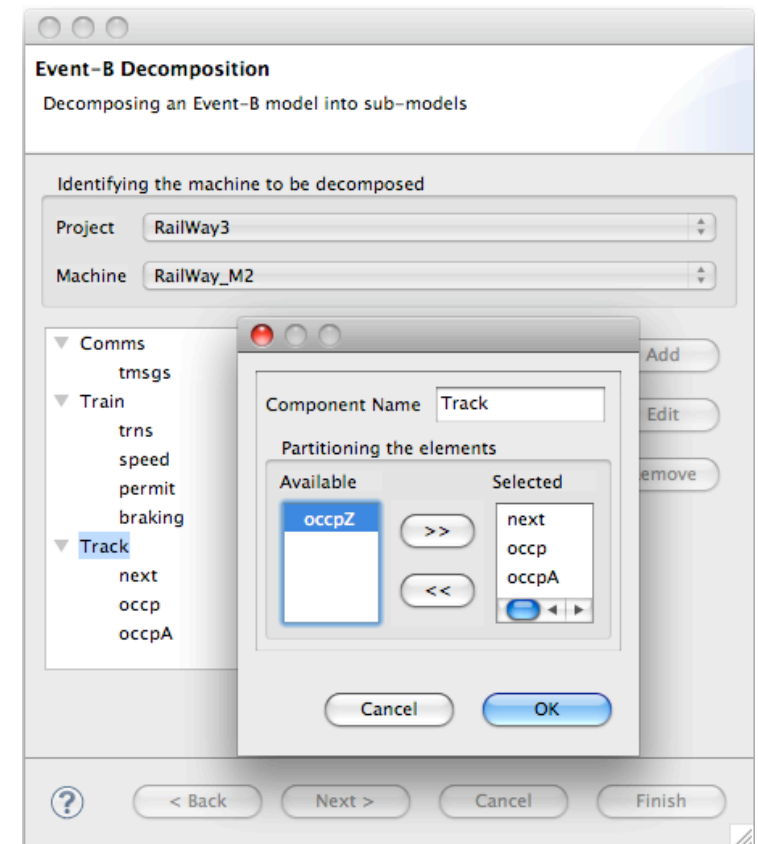 Event-B Decomposition
Decomposing an Event-B model into sub-models
Identifying the machine to be decomposed
Project RailWay3
Machine RailWay_M2
Comms
tmsgs
Train
trns
speed
permit
braking
Track
next
occp
occpA
Add
Edit
emove
Component Name Track
Partitioning the elements
Available Selected
occpZ
>>
<<
next
occp
occpA
Cancel OK
? < Back Next > Cancel Finish